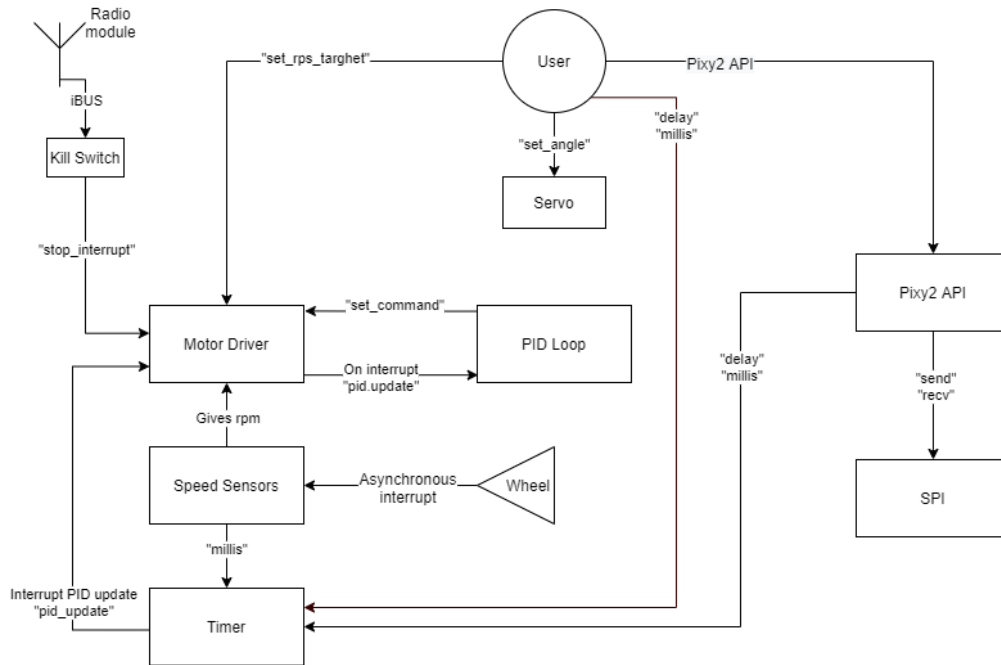 Radio
module
iBUS
Kill Switch
"stop_interrupt"
"set_rps_targhet"
User
Pixy2 API
"delay"
"millis"
"set_angle"
Servo
Pixy2 API
"set_command"
Motor Driver
PID Loop
On interrupt
"pid.update"
"delay"
"millis"
"send"
"recv"
Gives rpm
Speed Sensors
Asynchronous
interrupt
Wheel
SPI
"millis"
Interrupt PID update
"pid_update"
Timer